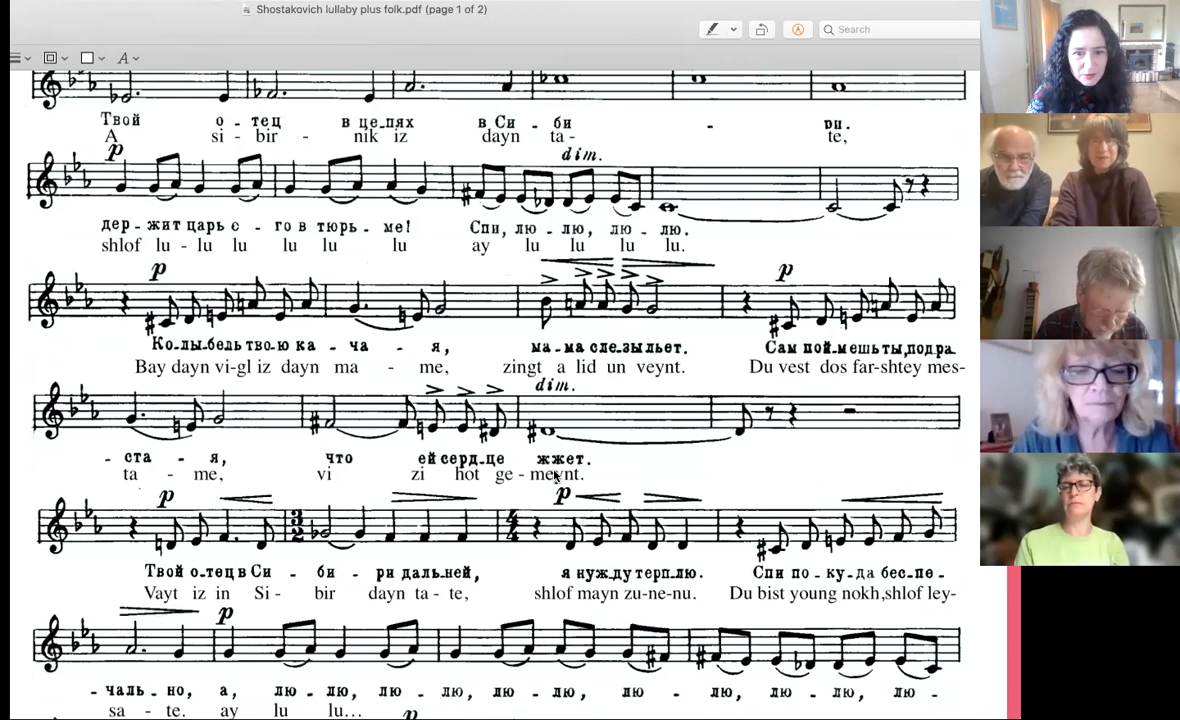 Shostakovich lullaby plus folk.pdf (page 1 of 2)
Search
A
Твой о - тец в це-пях в Си - би - ри.
A si - bir - nik iz dayn ta - te,
p dim.
дер - жит царь е - го в тюрь - ме! Спи, лю - лю, лю - лю.
shlof lu - lu lu lu lu lu ay lu lu lu lu.
p p
Ко-лы-бель тво-ю ка - ча - я, ма-ма сле-зы льет. Сам пой-мешь ты, под-ра-
Bay dayn vi-gl iz dayn ma - me, zingt a lid un veynt. Du vest dos far-shtey mes-
dim.
- ста - я, что ей серд-це жжет.
ta - me, vi zi hot ge - meynt.
p p
3 2 4 4
Твой о-тец в Си - би - ри даль-ней, я нуж-ду терп-лю. Спи по - ку - да бес - пе -
Vayt iz in Si - bir dayn ta - te, shlof mayn zu-ne-nu. Du bist young nokh,shlof ley-
p
- чаль - но, а, лю - лю, лю - лю, лю - лю, лю - лю, лю - лю, лю -
sa - te. ay lu lu...
p